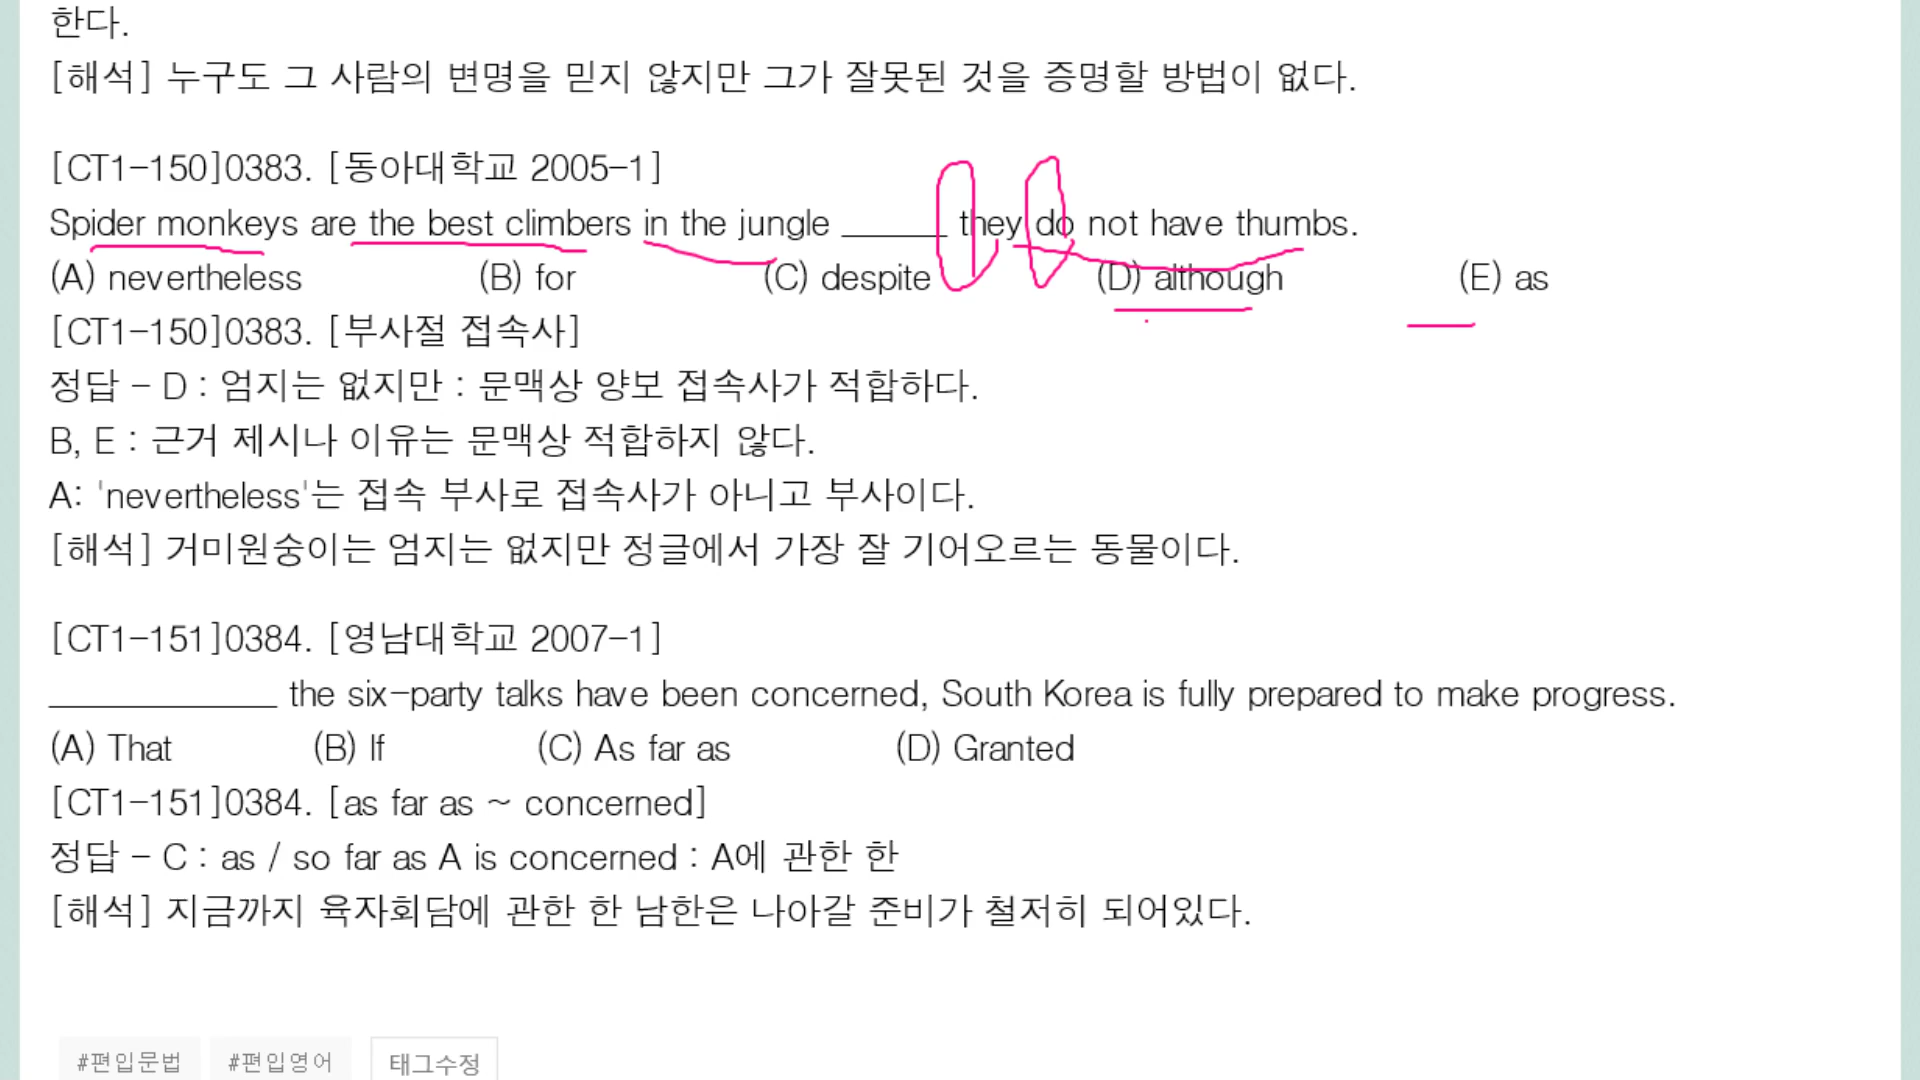 한다.
[해석] 누구도 그 사람의 변명을 믿지 않지만 그가 잘못된 것을 증명할 방법이 없다.
[CT1-150]0383. [동아대학교 2005-1]
Spider monkeys are the best climbers in the jungle ______ they do not have thumbs.
(A) nevertheless (B) for (C) despite (D) although (E) as
[CT1-150]0383. [부사절 접속사]
정답 - D : 엄지는 없지만 : 문맥상 양보 접속사가 적합하다.
B, E : 근거 제시나 이유는 문맥상 적합하지 않다.
A: 'nevertheless'는 접속 부사로 접속사가 아니고 부사이다.
[해석] 거미원숭이는 엄지는 없지만 정글에서 가장 잘 기어오르는 동물이다.
[CT1-151]0384. [영남대학교 2007-1]
_____________ the six-party talks have been concerned, South Korea is fully prepared to make progress.
(A) That (B) If (C) As far as (D) Granted
[CT1-151]0384. [as far as ~ concerned]
정답 - C : as / so far as A is concerned : A에 관한 한
[해석] 지금까지 육자회담에 관한 한 남한은 나아갈 준비가 철저히 되어있다.
#편입문법 #편입영어 태그수정